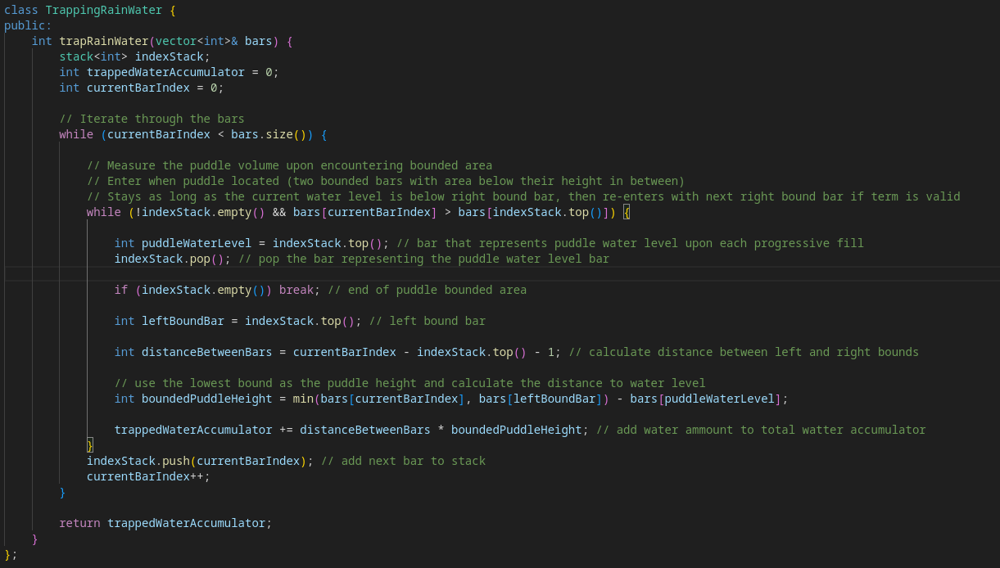 class TrappingRainWater {
public:
    int trapRainWater(vector<int>& bars) {
        stack<int> indexStack;
        int trappedWaterAccumulator = 0;
        int currentBarIndex = 0;

        // Iterate through the bars
        while (currentBarIndex < bars.size()) {

            // Measure the puddle volume upon encountering bounded area
            // Enter when puddle located (two bounded bars with area below their height in between)
            // Stays as long as the current water level is below right bound bar, then re-enters with next right bound bar if term is valid
            while (!indexStack.empty() && bars[currentBarIndex] > bars[indexStack.top()]) {

                int puddleWaterLevel = indexStack.top(); // bar that represents puddle water level upon each progressive fill
                indexStack.pop(); // pop the bar representing the puddle water level bar

                if (indexStack.empty()) break; // end of puddle bounded area

                int leftBoundBar = indexStack.top(); // left bound bar

                int distanceBetweenBars = currentBarIndex - indexStack.top() - 1; // calculate distance between left and right bounds

                // use the lowest bound as the puddle height and calculate the distance to water level
                int boundedPuddleHeight = min(bars[currentBarIndex], bars[leftBoundBar]) - bars[puddleWaterLevel];

                trappedWaterAccumulator += distanceBetweenBars * boundedPuddleHeight; // add water ammount to total watter accumulator
            }
            indexStack.push(currentBarIndex); // add next bar to stack
            currentBarIndex++;
        }

        return trappedWaterAccumulator;
    }
};